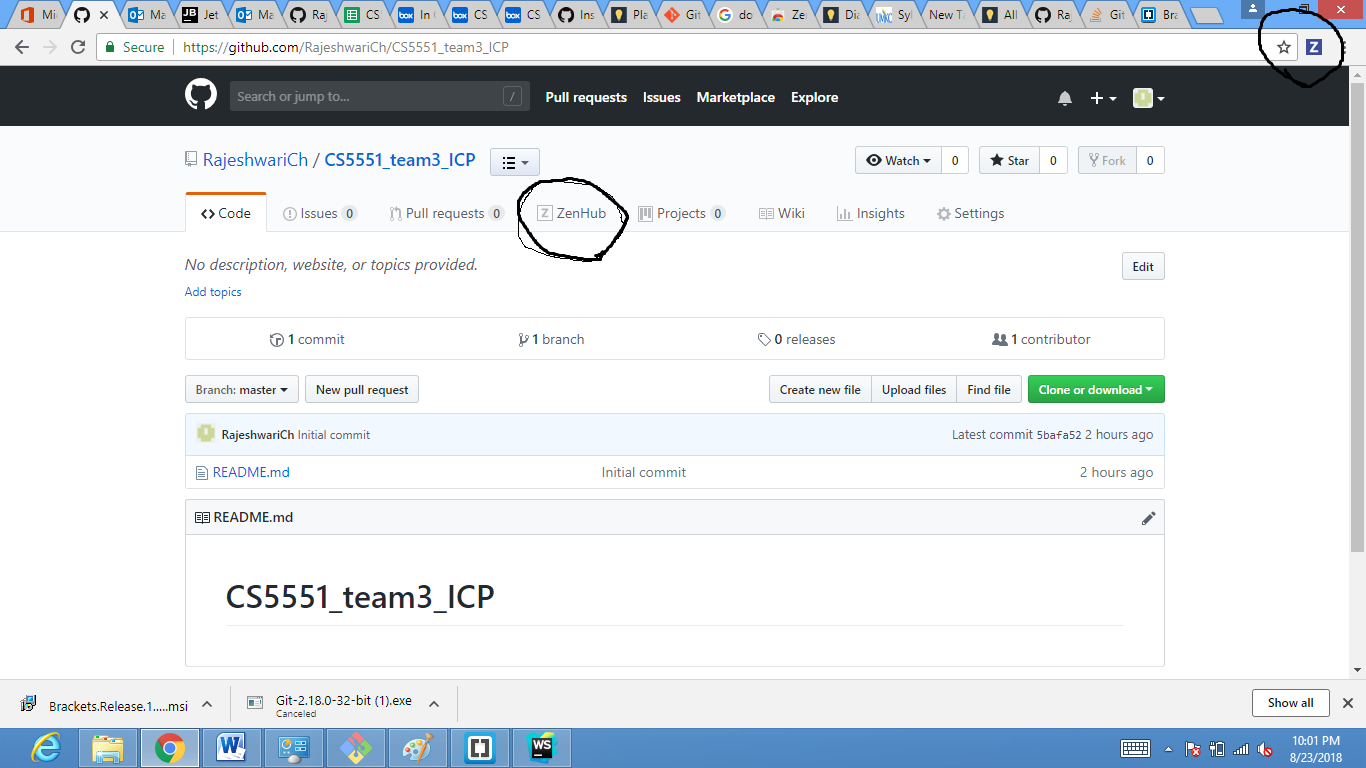 Mi Ma Jet Ma Raj CS In CS CS Ins Pla Git do Ze Dia Syl New Ta All Raj Git Bra
Secure https://github.com/RajeshwariCh/CS5551_team3_ICP Z
Search or jump to... / Pull requests Issues Marketplace Explore
RajeshwariCh / CS5551_team3_ICP Watch 0 Star 0 Fork 0
Code Issues 0 Pull requests 0 Z ZenHub Projects 0 Wiki Insights Settings
No description, website, or topics provided. Edit
Add topics
1 commit 1 branch 0 releases 1 contributor
Branch: master New pull request Create new file Upload files Find file Clone or download
RajeshwariCh Initial commit Latest commit 5bafa52 2 hours ago
README.md Initial commit 2 hours ago
README.md
CS5551_team3_ICP
Brackets.Release.1.....msi Git-2.18.0-32-bit (1).exe Show all
Canceled
WS 10:01 PM
8/23/2018